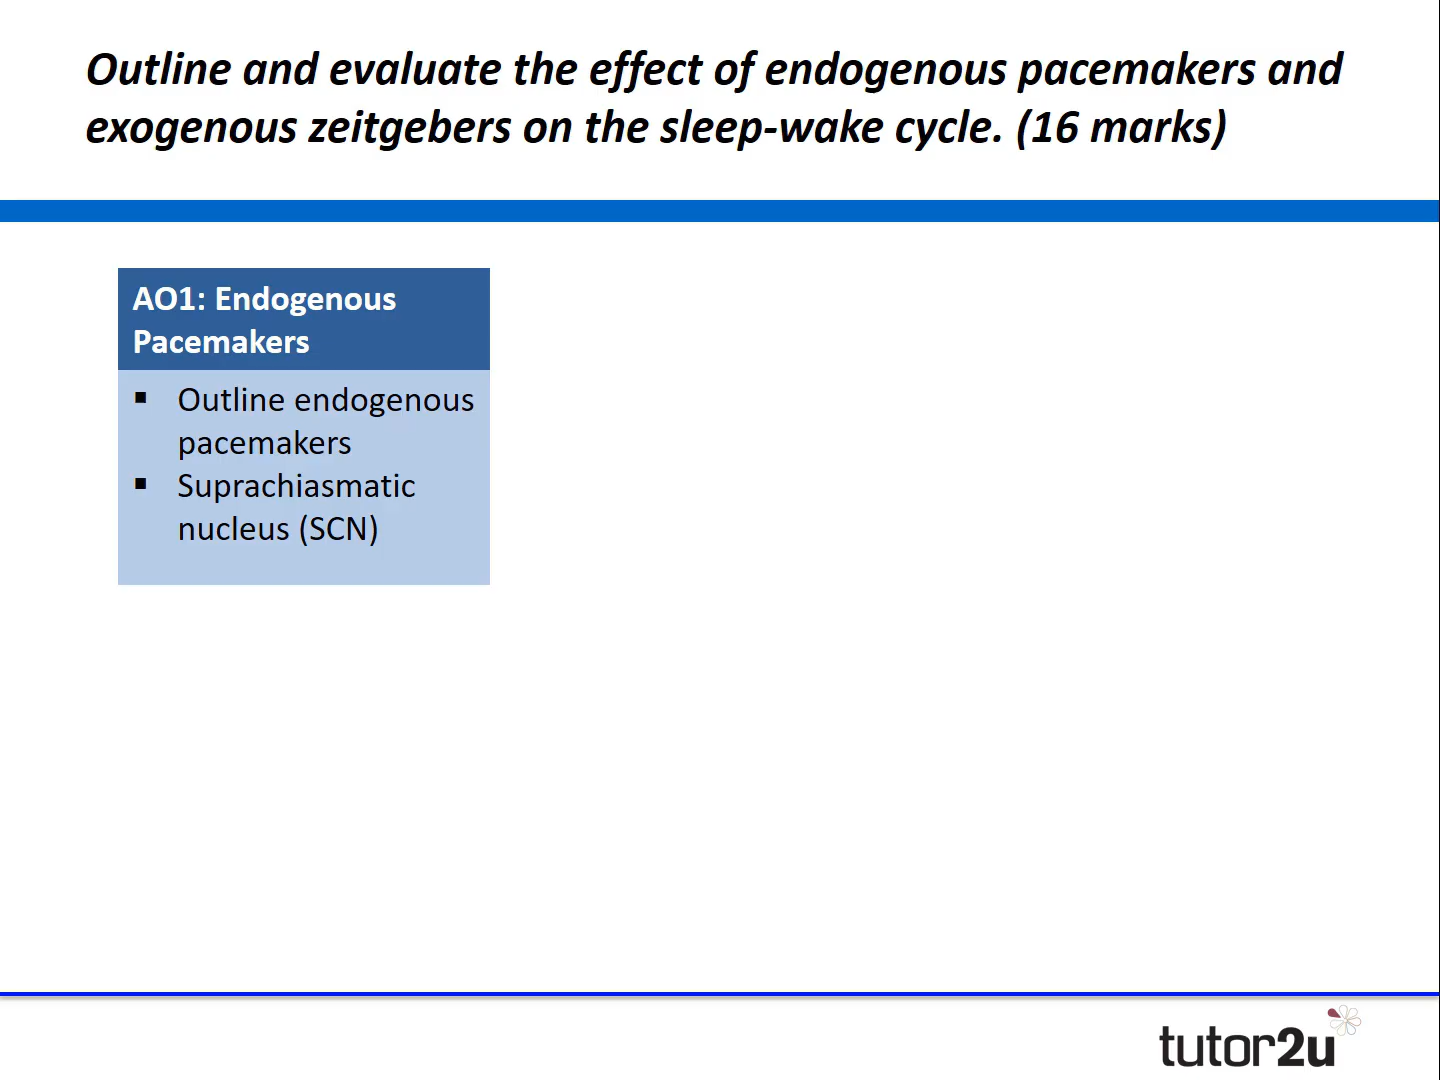 Outline and evaluate the effect of endogenous pacemakers and
exogenous zeitgebers on the sleep-wake cycle. (16 marks)
AO1: Endogenous
Pacemakers
▪ Outline endogenous
pacemakers
▪ Suprachiasmatic
nucleus (SCN)
tutor2u